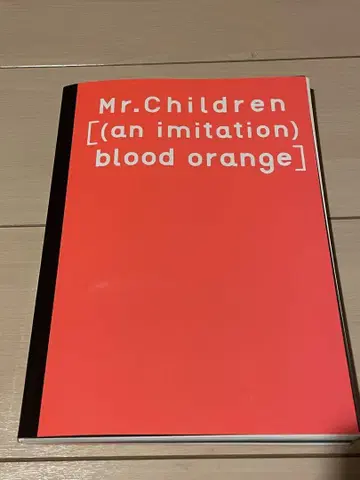 Mr.Children
[(an imitation)
blood orange]